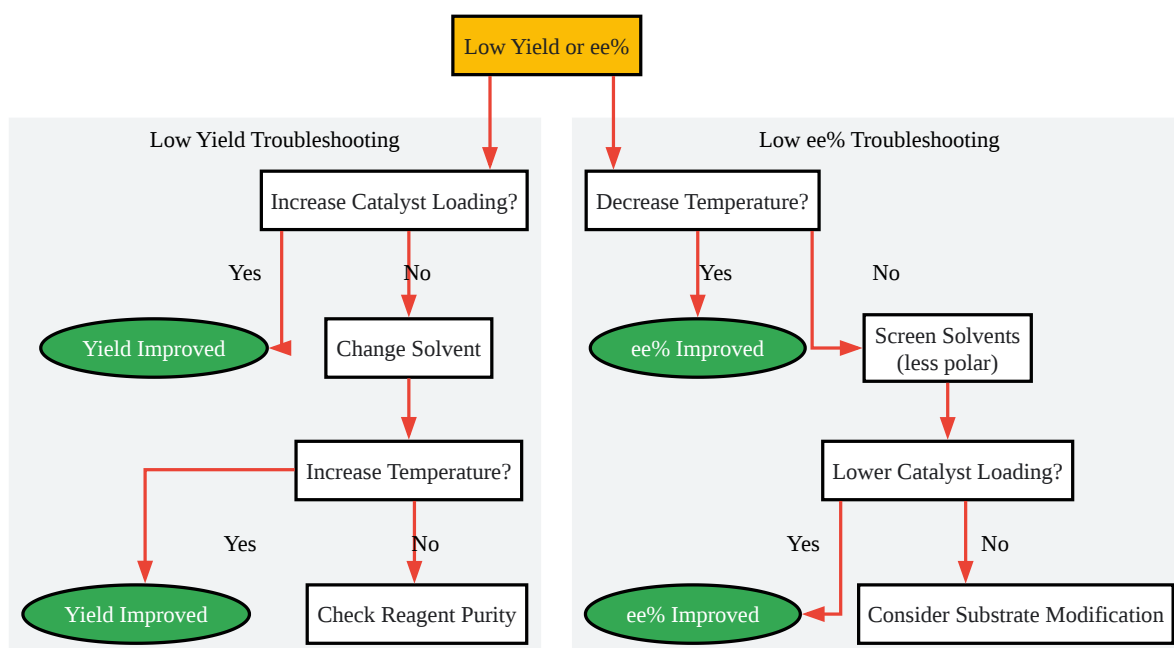 Low Yield or ee%
Low Yield Troubleshooting
Increase Catalyst Loading?
Yes
No
Yield Improved
Change Solvent
Increase Temperature?
Yes
No
Yield Improved
Check Reagent Purity
Low ee% Troubleshooting
Decrease Temperature?
Yes
No
ee% Improved
Screen Solvents
(less polar)
Lower Catalyst Loading?
Yes
No
ee% Improved
Consider Substrate Modification